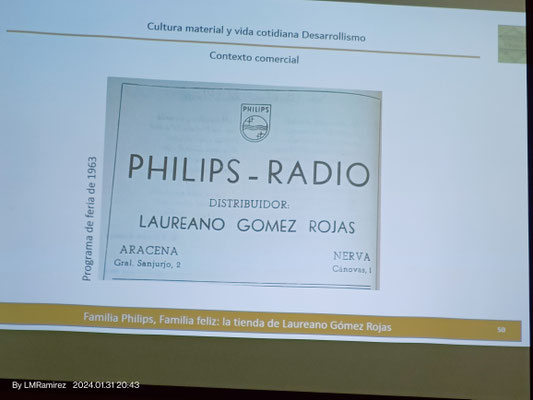 Cultura material y vida cotidiana Desarrollismo
Contexto comercial
Programa de feria de 1963
PHILIPS
PHILIPS - RADIO
DISTRIBUIDOR:
LAUREANO GOMEZ ROJAS
ARACENA
Gral. Sanjurjo, 2
NERVA
Cánovas, 1
Familia Philips, Familia feliz: la tienda de Laureano Gómez Rojas
50
By LMRamirez 2024.01.31 20:43